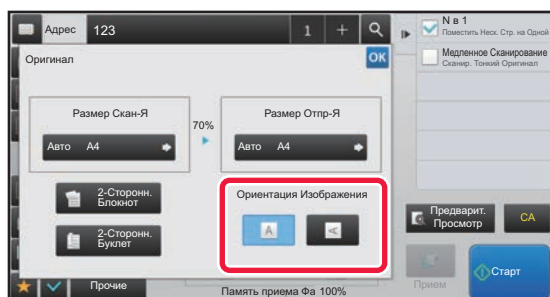 Адрес 123 1 +
N в 1
Поместить Неск. Стр. на Одной
Медленное Сканирование
Сканир. Тонкий Оригинал
Оригинал OK
Размер Скан-Я
70%
Размер Отпр-Я
Авто A4
Авто A4
2-Сторонн.
Блокнот
2-Сторонн.
Буклет
Ориентация Изображения
A A
Предварит.
Просмотр
CA
Прочие
Память приема Фа 100%
Прием
Старт